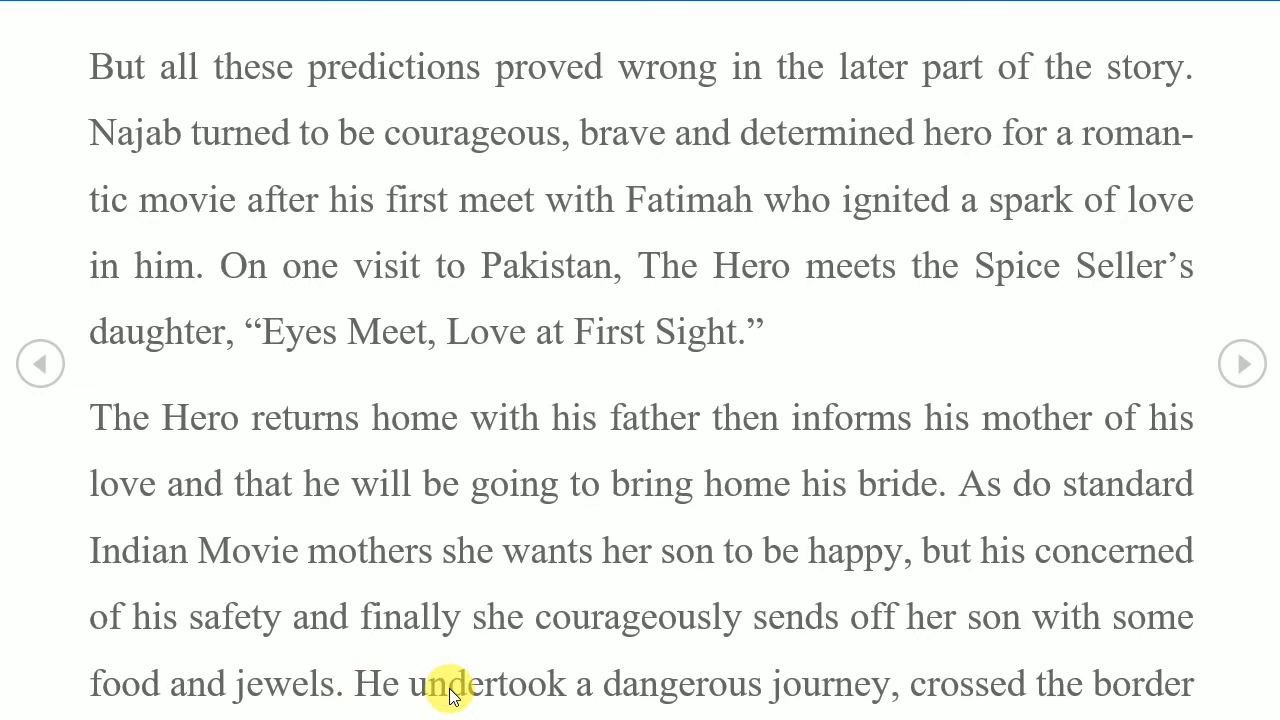 But all these predictions proved wrong in the later part of the story.
Najab turned to be courageous, brave and determined hero for a roman-
tic movie after his first meet with Fatimah who ignited a spark of love
in him. On one visit to Pakistan, The Hero meets the Spice Seller’s
daughter, “Eyes Meet, Love at First Sight.”
The Hero returns home with his father then informs his mother of his
love and that he will be going to bring home his bride. As do standard
Indian Movie mothers she wants her son to be happy, but his concerned
of his safety and finally she courageously sends off her son with some
food and jewels. He undertook a dangerous journey, crossed the border